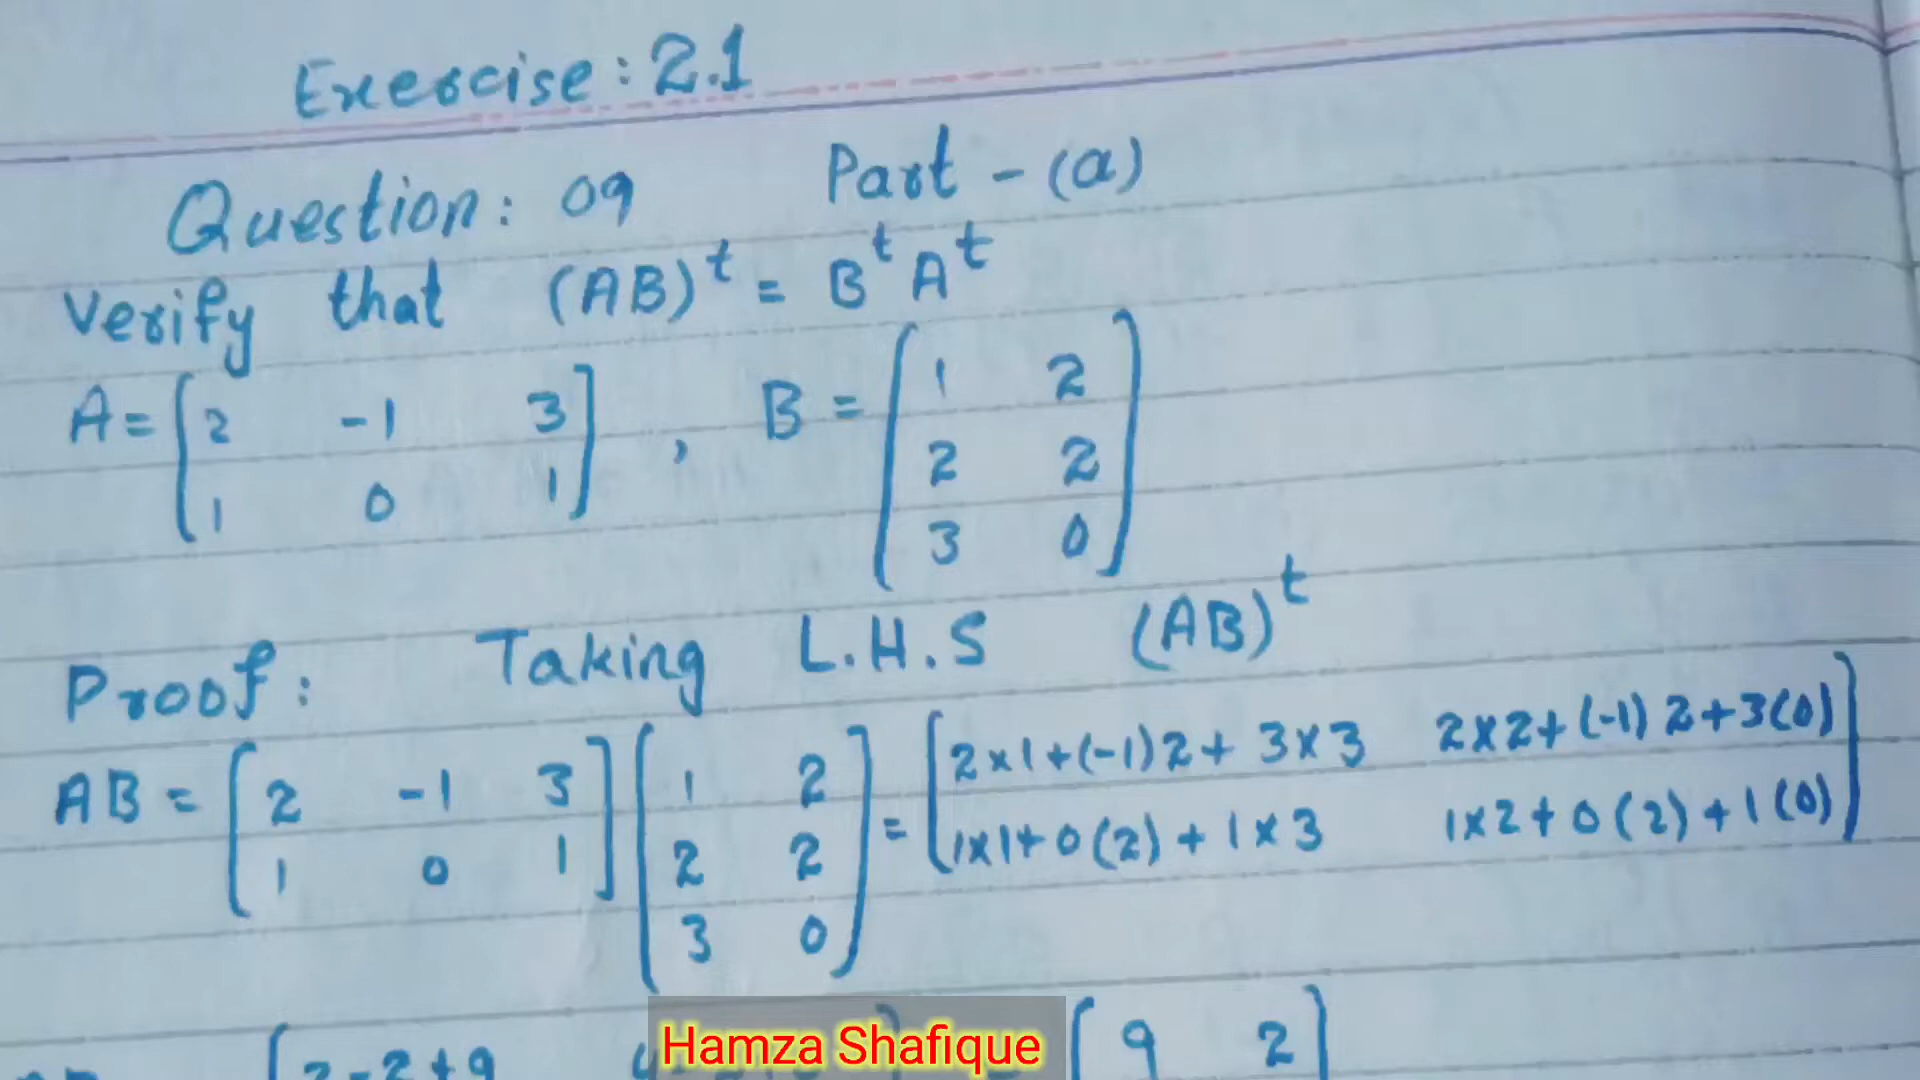 Exercise: 2.1
Question: 09 Part - (a)
Verify that (AB)^t = B^t A^t
A = [2 -1 3
1 0 1] , B = [1 2
2 2
3 0]
Proof: Taking L.H.S (AB)^t
AB = [2 -1 3
1 0 1] [1 2
2 2
3 0] = [2×1+(-1)2+3×3 2×2+(-1)2+3(0)
1×1+0(2)+1×3 1×2+0(2)+1(0)]
[2-2+9 [9 2]
Hamza Shafique